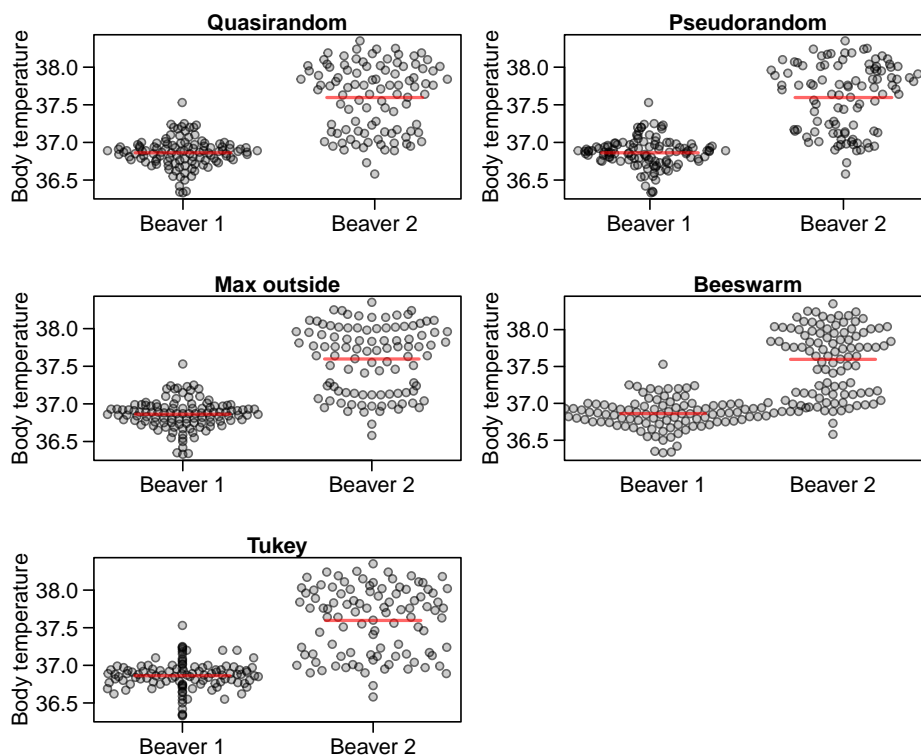 Quasirandom
Body temperature
38.0
37.5
37.0
36.5
Beaver 1 Beaver 2
Pseudorandom
Body temperature
38.0
37.5
37.0
36.5
Beaver 1 Beaver 2
Max outside
Body temperature
38.0
37.5
37.0
36.5
Beaver 1 Beaver 2
Beeswarm
Body temperature
38.0
37.5
37.0
36.5
Beaver 1 Beaver 2
Tukey
Body temperature
38.0
37.5
37.0
36.5
Beaver 1 Beaver 2